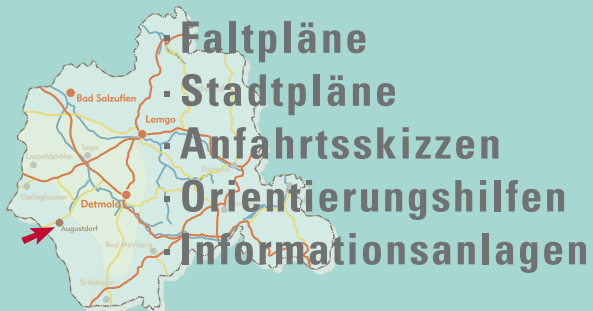 · Faltpläne
· Stadtpläne
· Anfahrtsskizzen
· Orientierungshilfen
· Informationsanlagen
Bad Salzuflen
Lemgo
Lage
Leopoldshöhe
Oerlinghausen
Detmold
Augustdorf
Bad Meinberg
Schlangen